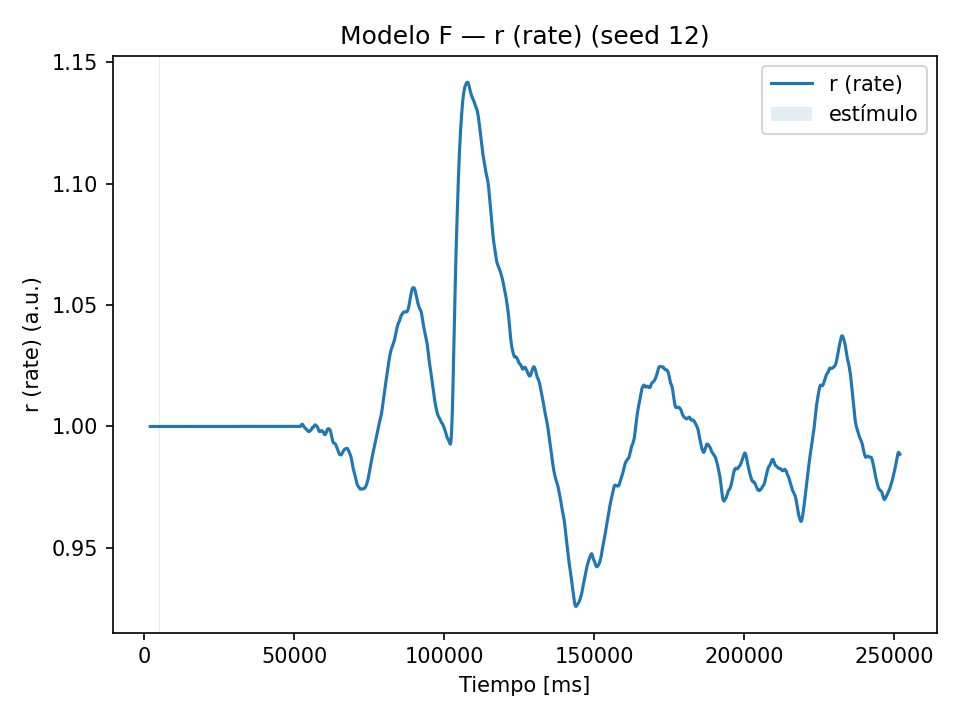 Modelo F — r (rate) (seed 12)
r (rate)
estímulo
1.15
1.10
1.05
1.00
0.95
r (rate) (a.u.)
0
50000
100000
150000
200000
250000
Tiempo [ms]